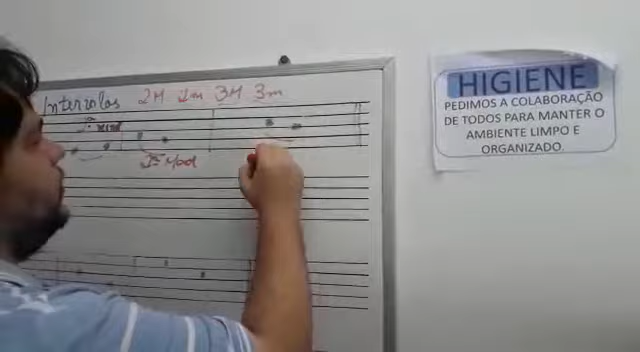 Intervalos 2M 2m 3M 3m
HIGIENE
PEDIMOS A COLABORAÇÃO
DE TODOS PARA MANTER O
AMBIENTE LIMPO E
ORGANIZADO.